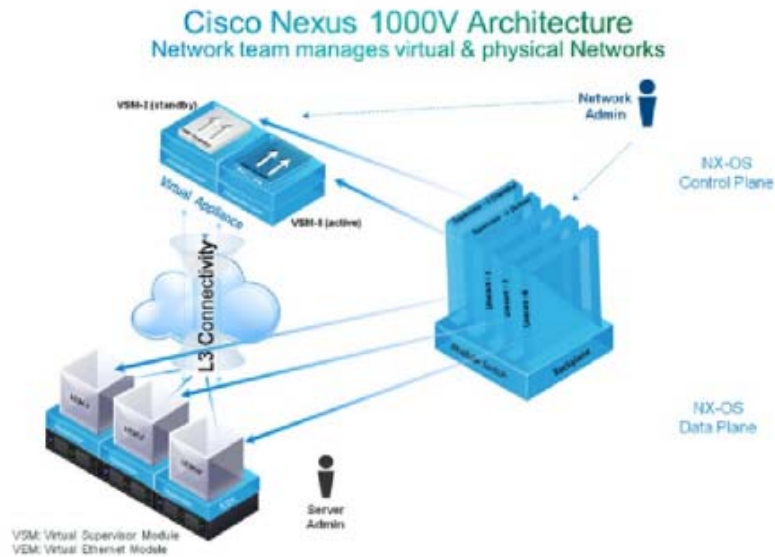 Cisco Nexus 1000V Architecture
Network team manages virtual & physical Networks
VSM-2 (standby)
Network
Admin
NX-OS
Control Plane
Virtual Appliance
VSM-1 (active)
L3 Connectivity
Modular Switch
Backplane
NX-OS
Data Plane
Server
Admin
VSM: Virtual Supervisor Module
VEM: Virtual Ethernet Module